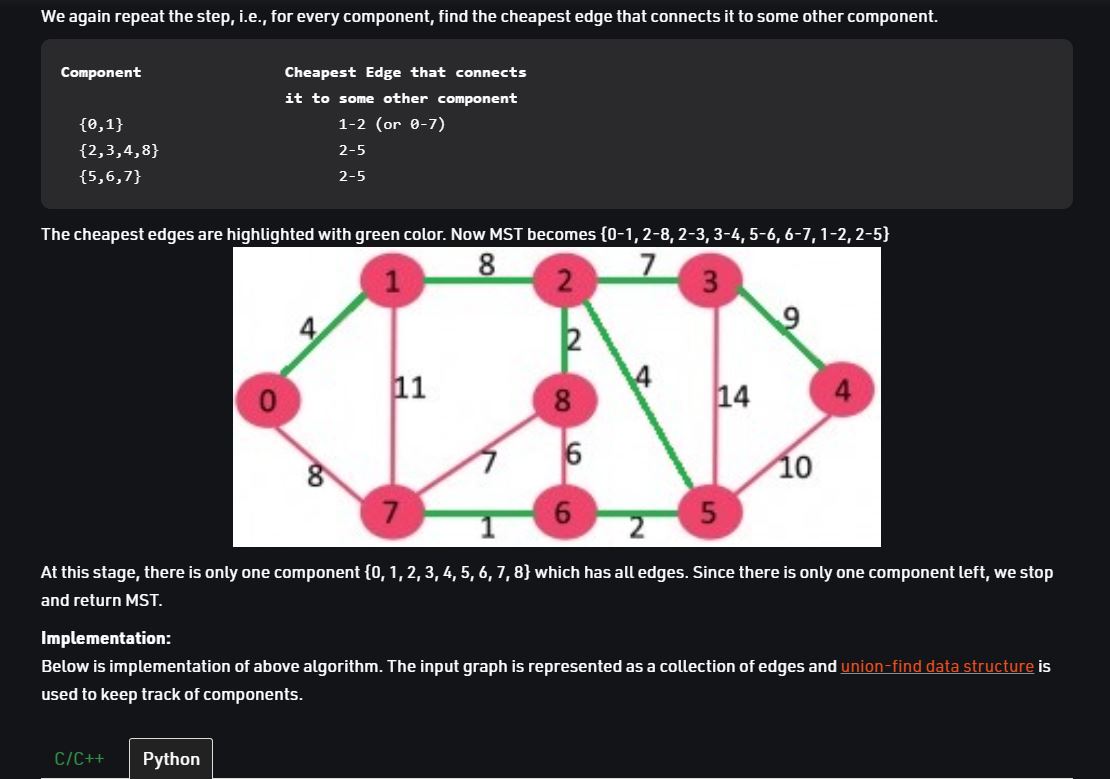 We again repeat the step, i.e., for every component, find the cheapest edge that connects it to some other component.
Component Cheapest Edge that connects
it to some other component
{0,1} 1-2 (or 0-7)
{2,3,4,8} 2-5
{5,6,7} 2-5
The cheapest edges are highlighted with green color. Now MST becomes {0-1, 2-8, 2-3, 3-4, 5-6, 6-7, 1-2, 2-5}
8 7
1 2 3
4 2 9
11 4 14
0 8 4
8 7 6 10
7 6 5
1 2
At this stage, there is only one component {0, 1, 2, 3, 4, 5, 6, 7, 8} which has all edges. Since there is only one component left, we stop
and return MST.
Implementation:
Below is implementation of above algorithm. The input graph is represented as a collection of edges and union-find data structure is
used to keep track of components.
C/C++ Python